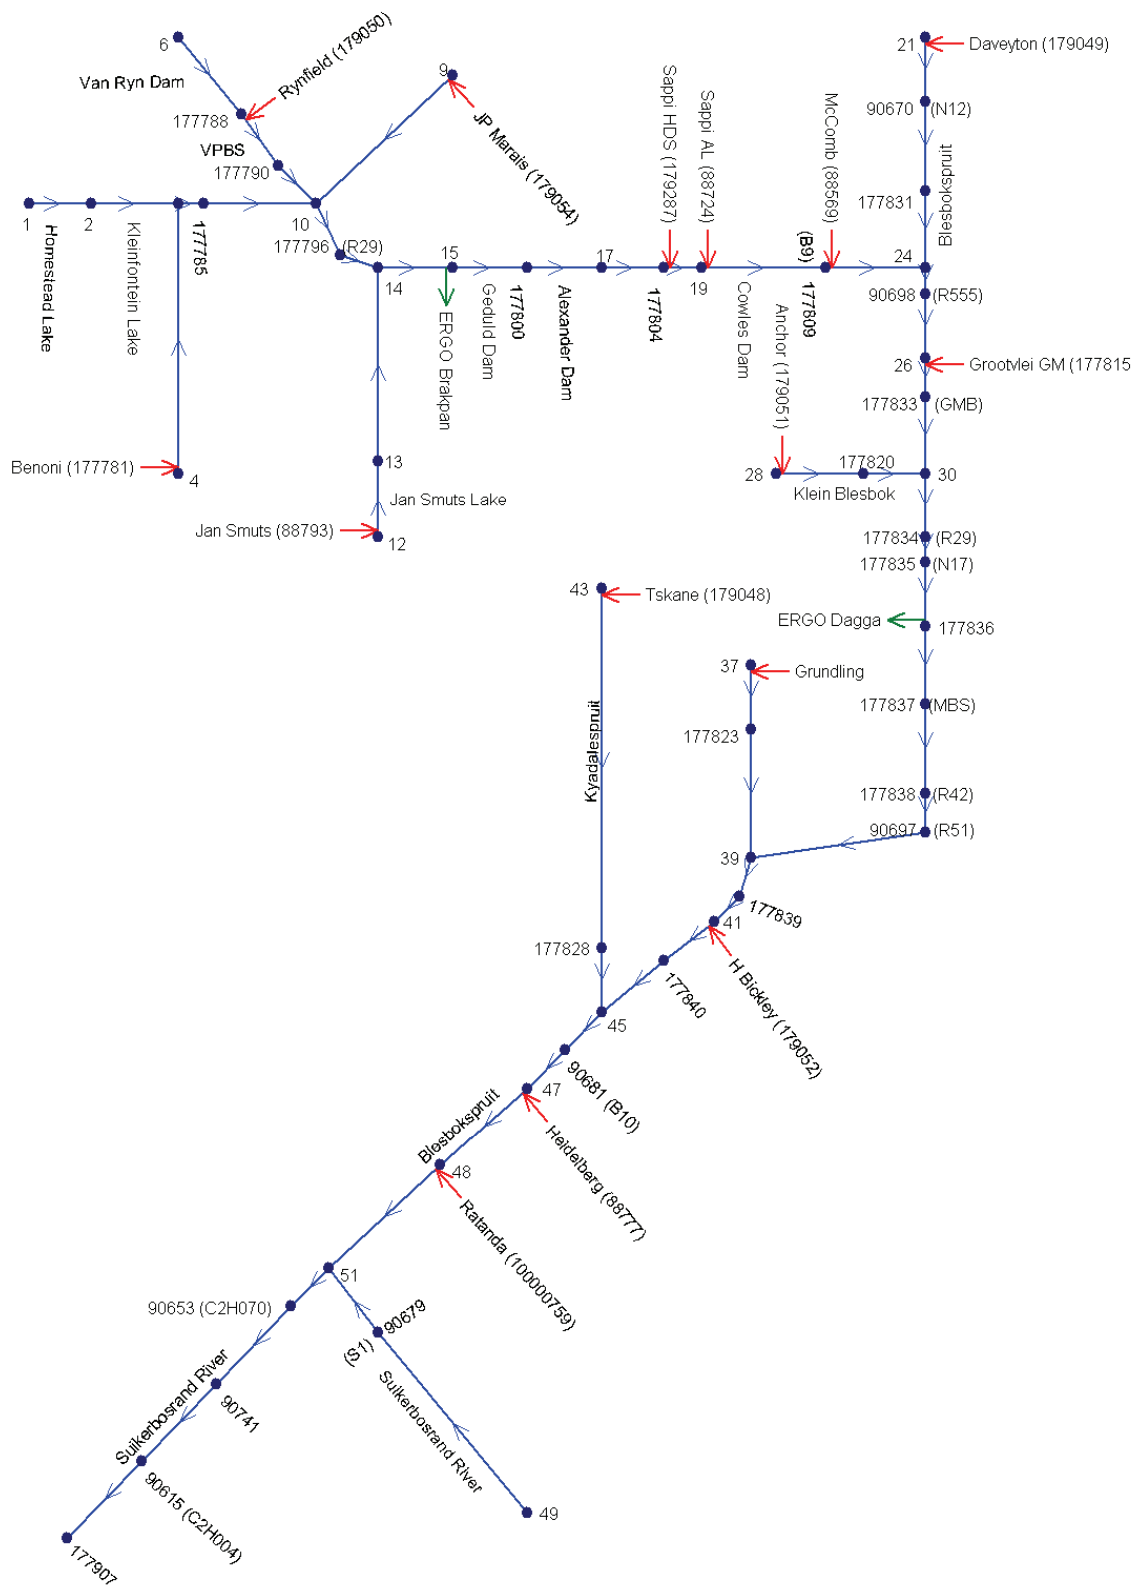 6
Van Ryn Dam
Rynfield (179050)
177788
VPBS
177790
9
JP Marais (179054)
1
2
177785
10
Homestead Lake
Kleinfontein Lake
177796
(R29)
14
15
ERGO Brakpan
Geduld Dam
177800
Alexander Dam
17
Sappi HDS (179287)
177804
Sappi AL (88724)
19
Cowles Dam
McComb (88569)
(B9)
177809
21
Daveyton (179049)
90670
(N12)
Blesbokspruit
177831
24
90698
(R555)
26
Grootvlei GM (177815
177833
(GMB)
Anchor (179051)
28
177820
Klein Blesbok
30
Benoni (177781)
4
13
Jan Smuts Lake
Jan Smuts (88793)
12
177834
(R29)
177835
(N17)
ERGO Dagga
177836
43
Tskane (179048)
37
Grundling
177837
(MBS)
177823
Kyadalespruit
177838
(R42)
90697
(R51)
39
177839
41
H Bickley (179052)
177828
177840
45
90681 (B10)
47
Heidelberg (88777)
Blesbokspruit
48
Ratanda (100000759)
51
90653 (C2H070)
90679
(S1)
Suikerbosrand River
49
Suikerbosrand River
90741
90615 (C2H004)
177907